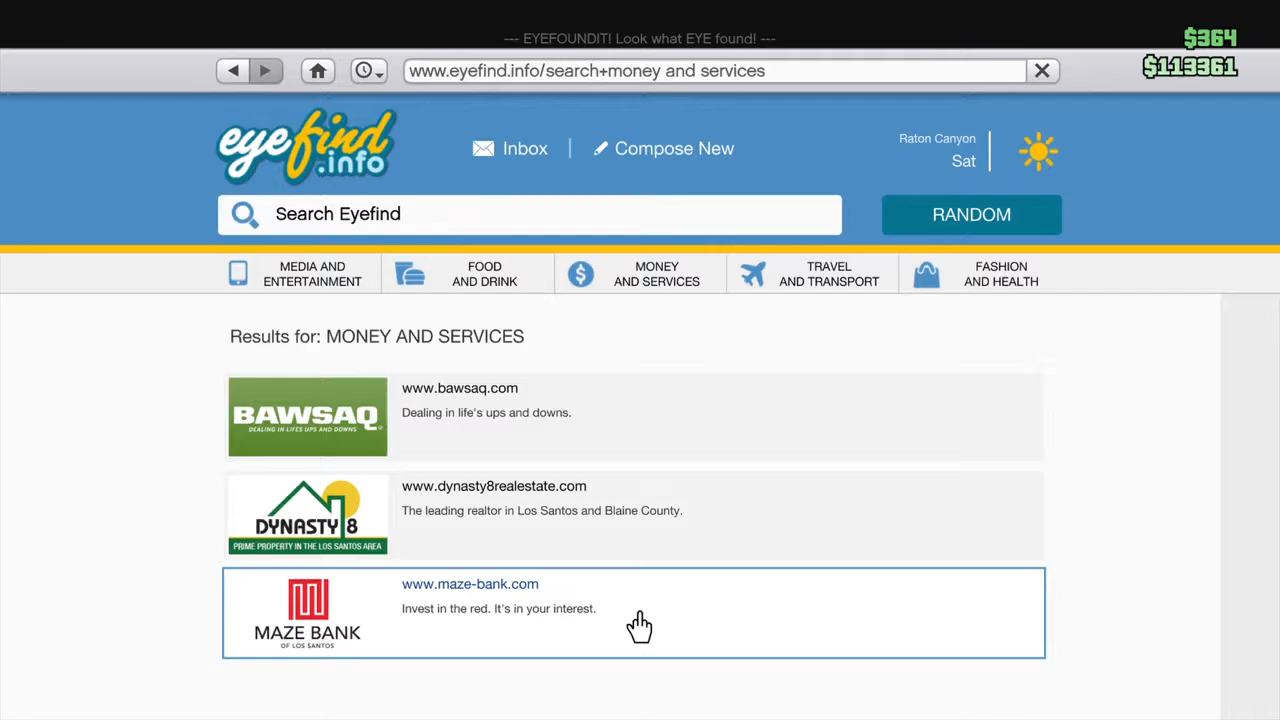 --- EYEFOUNDIT! Look what EYE found! ---
$364
www.eyefind.info/search+money and services
$113361
eyefind
.info
Inbox
Compose New
Raton Canyon
Sat
Search Eyefind
RANDOM
MEDIA AND
ENTERTAINMENT
FOOD
AND DRINK
MONEY
AND SERVICES
TRAVEL
AND TRANSPORT
FASHION
AND HEALTH
Results for: MONEY AND SERVICES
BAWSAQ
DEALING IN LIFES UPS AND DOWNS
www.bawsaq.com
Dealing in life's ups and downs.
DYNASTY 8
PRIME PROPERTY IN THE LOS SANTOS AREA
www.dynasty8realestate.com
The leading realtor in Los Santos and Blaine County.
MAZE BANK
OF LOS SANTOS
www.maze-bank.com
Invest in the red. It's in your interest.